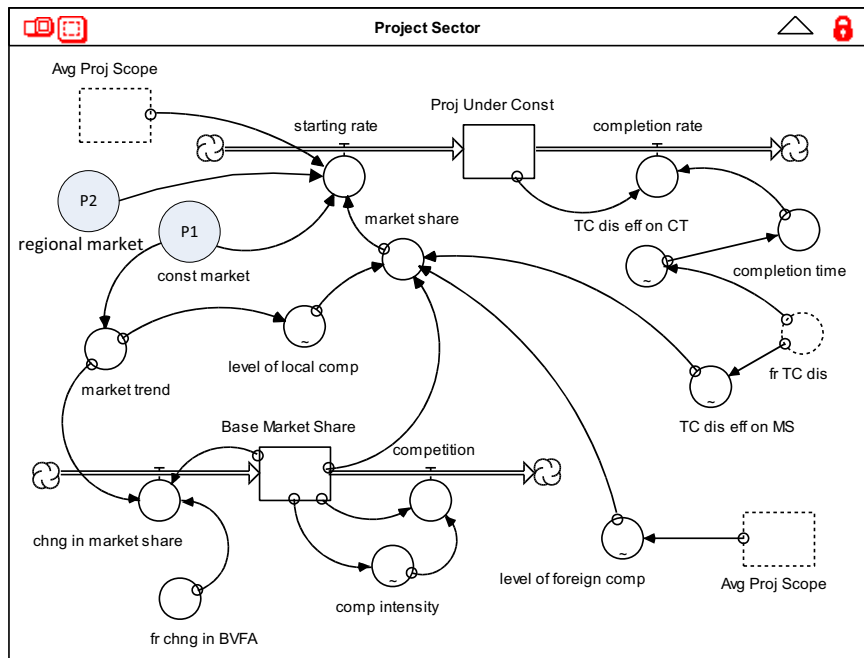 Project Sector
Avg Proj Scope
Proj Under Const
starting rate
completion rate
P2
regional market
P1
const market
market share
TC dis eff on CT
~
completion time
level of local comp
~
market trend
fr TC dis
~
TC dis eff on MS
Base Market Share
competition
chng in market share
~
level of foreign comp
~
comp intensity
Avg Proj Scope
fr chng in BVFA